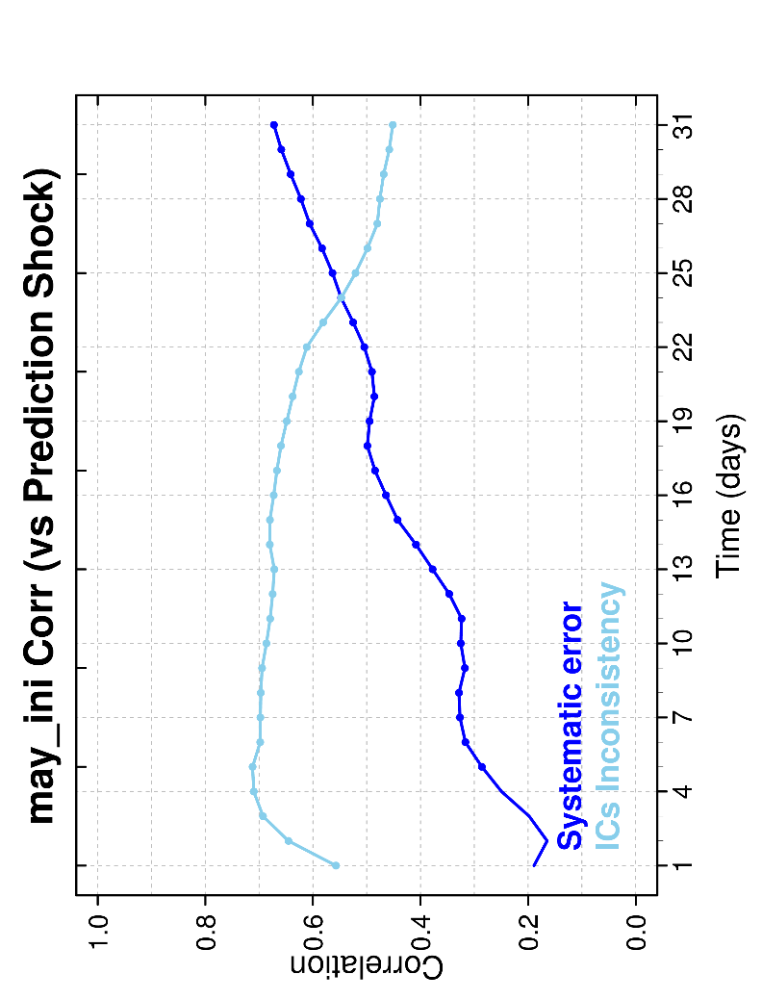 may_ini Corr (vs Prediction Shock)
Correlation
1.0
0.8
0.6
0.4
0.2
0.0
Systematic error
ICs Inconsistency
1 4 7 10 13 16 19 22 25 28 31
Time (days)